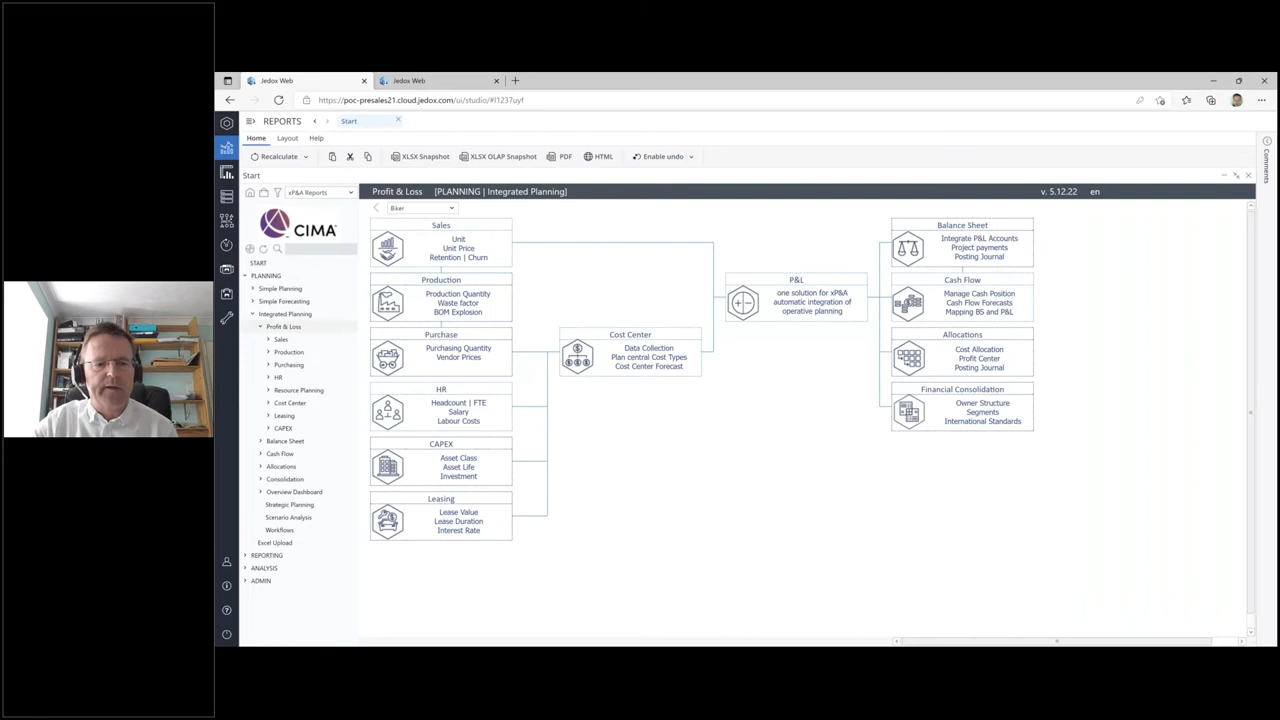 Jedox Web
Jedox Web
https://poc-presales21.cloud.jedox.com/ui/studio/#l1237uyf
REPORTS
Start
Home
Layout
Help
Recalculate
XLSX Snapshot
XLSX OLAP Snapshot
PDF
HTML
Enable undo
Comments
Start
xP&A Reports
Profit & Loss [PLANNING | Integrated Planning]
v. 5.12.22
en
Biker
CIMA
START
PLANNING
Simple Planning
Simple Forecasting
Integrated Planning
Profit & Loss
Sales
Production
Purchasing
HR
Resource Planning
Cost Center
Leasing
CAPEX
Balance Sheet
Cash Flow
Allocations
Consolidation
Overview Dashboard
Strategic Planning
Scenario Analysis
Workflows
Excel Upload
REPORTING
ANALYSIS
ADMIN
Sales
Unit
Unit Price
Retention | Churn
Production
Production Quantity
Waste factor
BOM Explosion
Purchase
Purchasing Quantity
Vendor Prices
HR
Headcount | FTE
Salary
Labour Costs
CAPEX
Asset Class
Asset Life
Investment
Leasing
Lease Value
Lease Duration
Interest Rate
Cost Center
Data Collection
Plan central Cost Types
Cost Center Forecast
P&L
one solution for xP&A
automatic integration of
operative planning
Balance Sheet
Integrate P&L Accounts
Project payments
Posting Journal
Cash Flow
Manage Cash Position
Cash Flow Forecasts
Mapping BS and P&L
Allocations
Cost Allocation
Profit Center
Posting Journal
Financial Consolidation
Owner Structure
Segments
International Standards